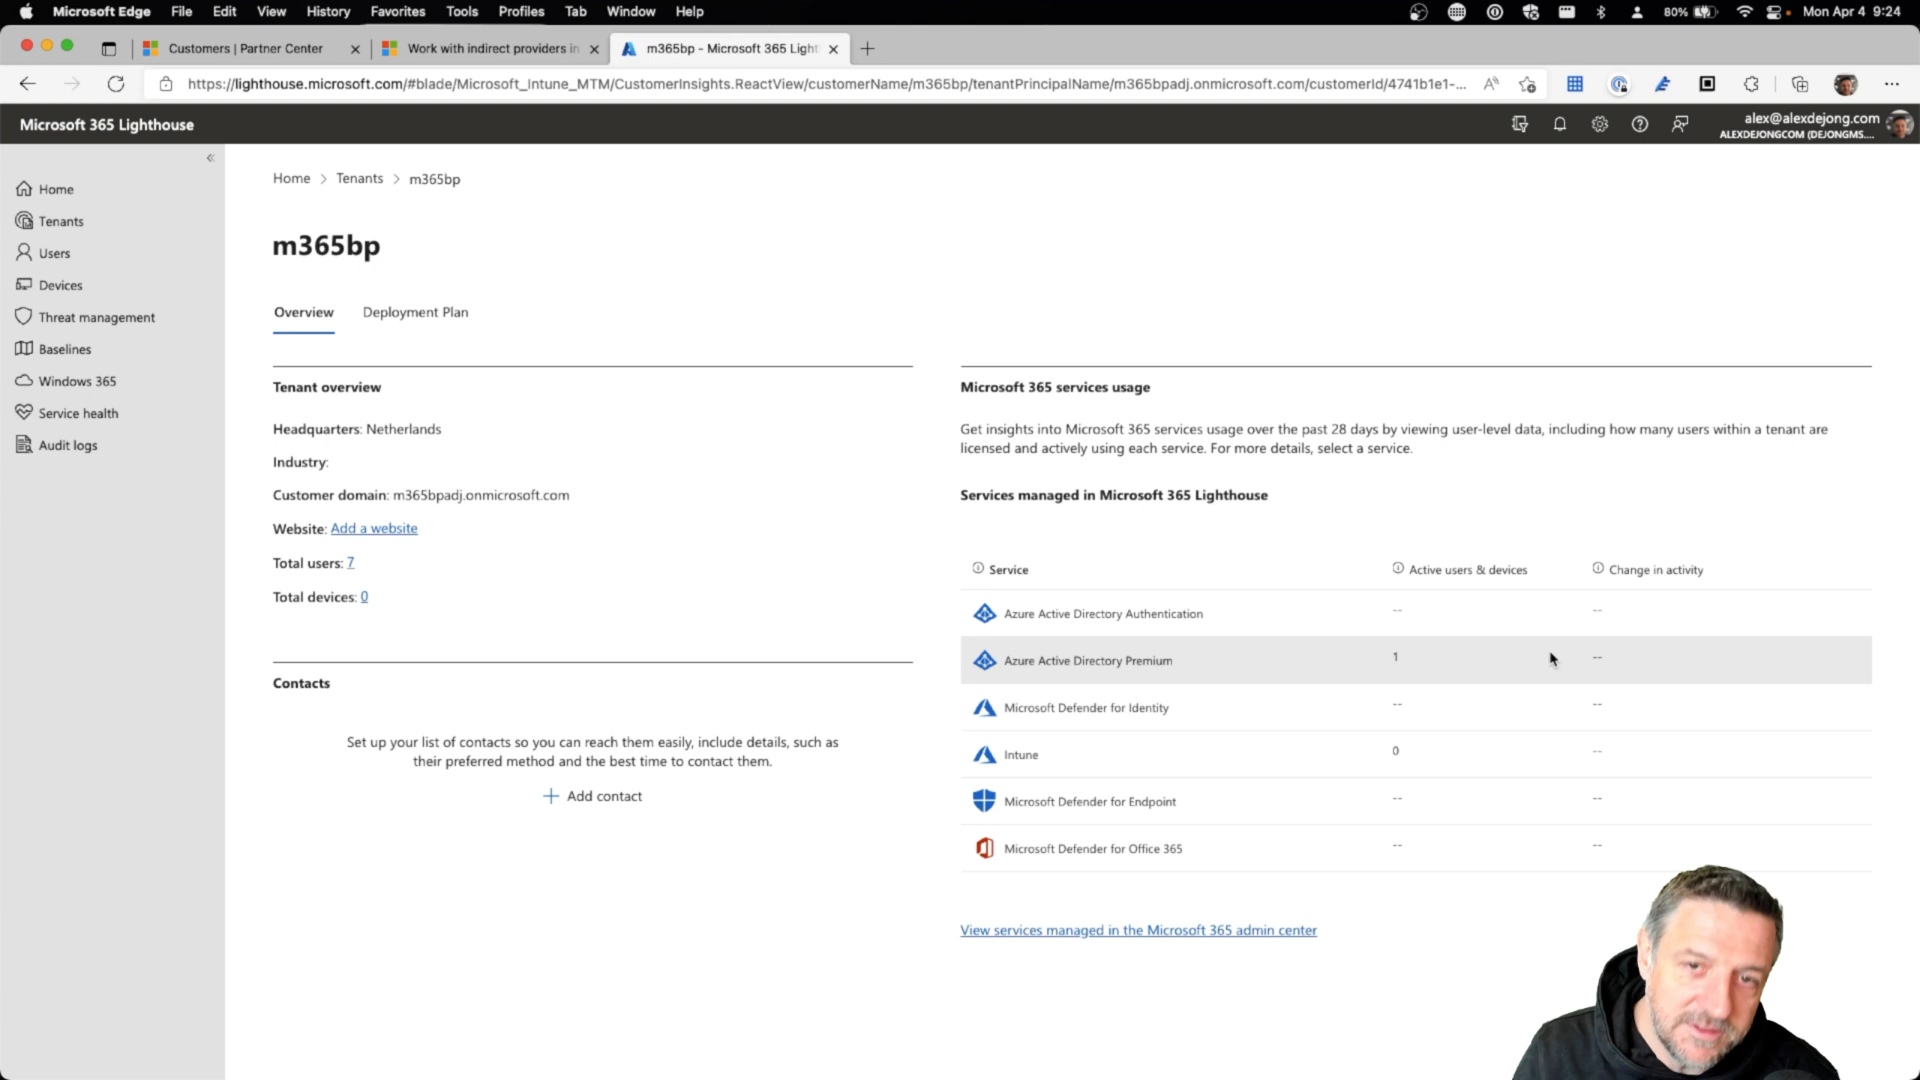 Microsoft Edge File Edit View History Favorites Tools Profiles Tab Window Help
80% Mon Apr 4 9:24
Customers | Partner Center
Work with indirect providers in
m365bp - Microsoft 365 Light
https://lighthouse.microsoft.com/#blade/Microsoft_Intune_MTM/CustomerInsights.ReactView/customerName/m365bp/tenantPrincipalName/m365bpadj.onmicrosoft.com/customerId/4741b1e1-...
Microsoft 365 Lighthouse
alex@alexdejong.com
ALEXDEJONGCOM (DEJONGMS....
Home
Tenants
Users
Devices
Threat management
Baselines
Windows 365
Service health
Audit logs
Home > Tenants > m365bp
m365bp
Overview
Deployment Plan
Tenant overview
Headquarters: Netherlands
Industry:
Customer domain: m365bpadj.onmicrosoft.com
Website: Add a website
Total users: 7
Total devices: 0
Contacts
Set up your list of contacts so you can reach them easily, include details, such as
their preferred method and the best time to contact them.
+ Add contact
Microsoft 365 services usage
Get insights into Microsoft 365 services usage over the past 28 days by viewing user-level data, including how many users within a tenant are
licensed and actively using each service. For more details, select a service.
Services managed in Microsoft 365 Lighthouse
Service Active users & devices Change in activity
Azure Active Directory Authentication -- --
Azure Active Directory Premium 1 --
Microsoft Defender for Identity -- --
Intune 0 --
Microsoft Defender for Endpoint -- --
Microsoft Defender for Office 365 -- --
View services managed in the Microsoft 365 admin center